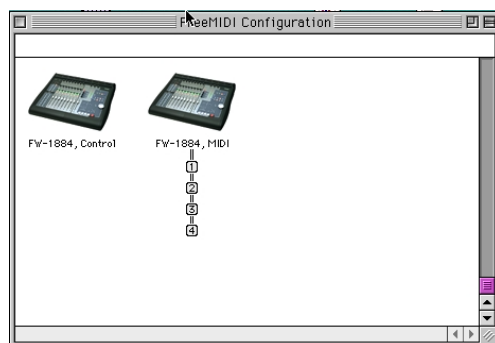 FreeMIDI Configuration
FW-1884, Control
FW-1884, MIDI
1
2
3
4